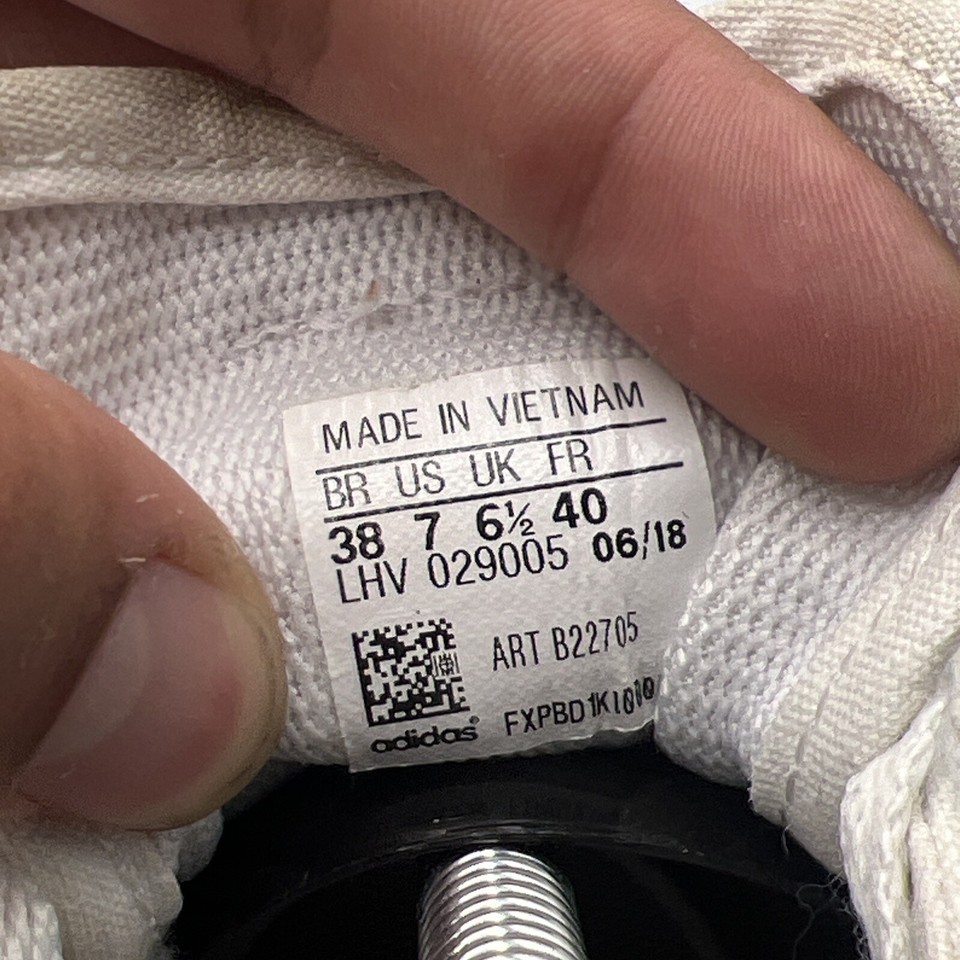 MADE IN VIETNAM
BR US UK FR
38 7 6½ 40
LHV 029005 06/18
ART B22705
adidas®